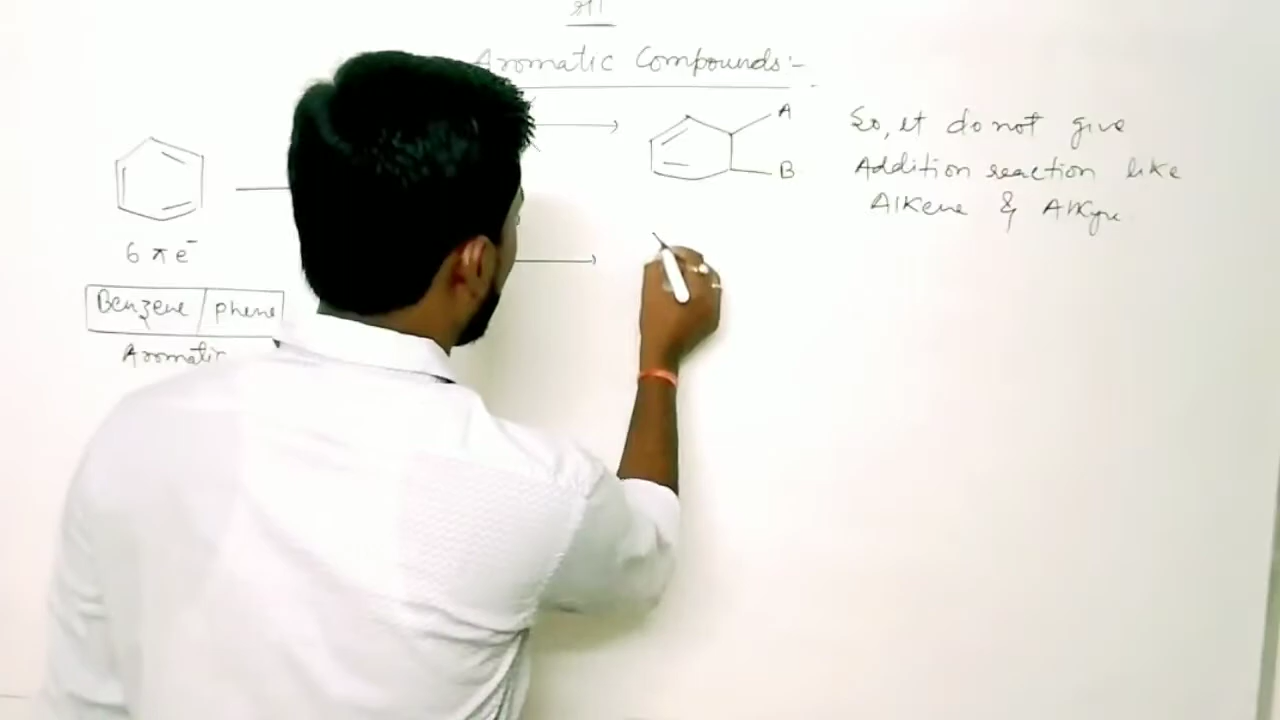 Aromatic Compounds:-
A
B
So, it do not give
Addition reaction like
Alkene & Alkyne
6 π e⁻
Benzene / phene
Aromatic